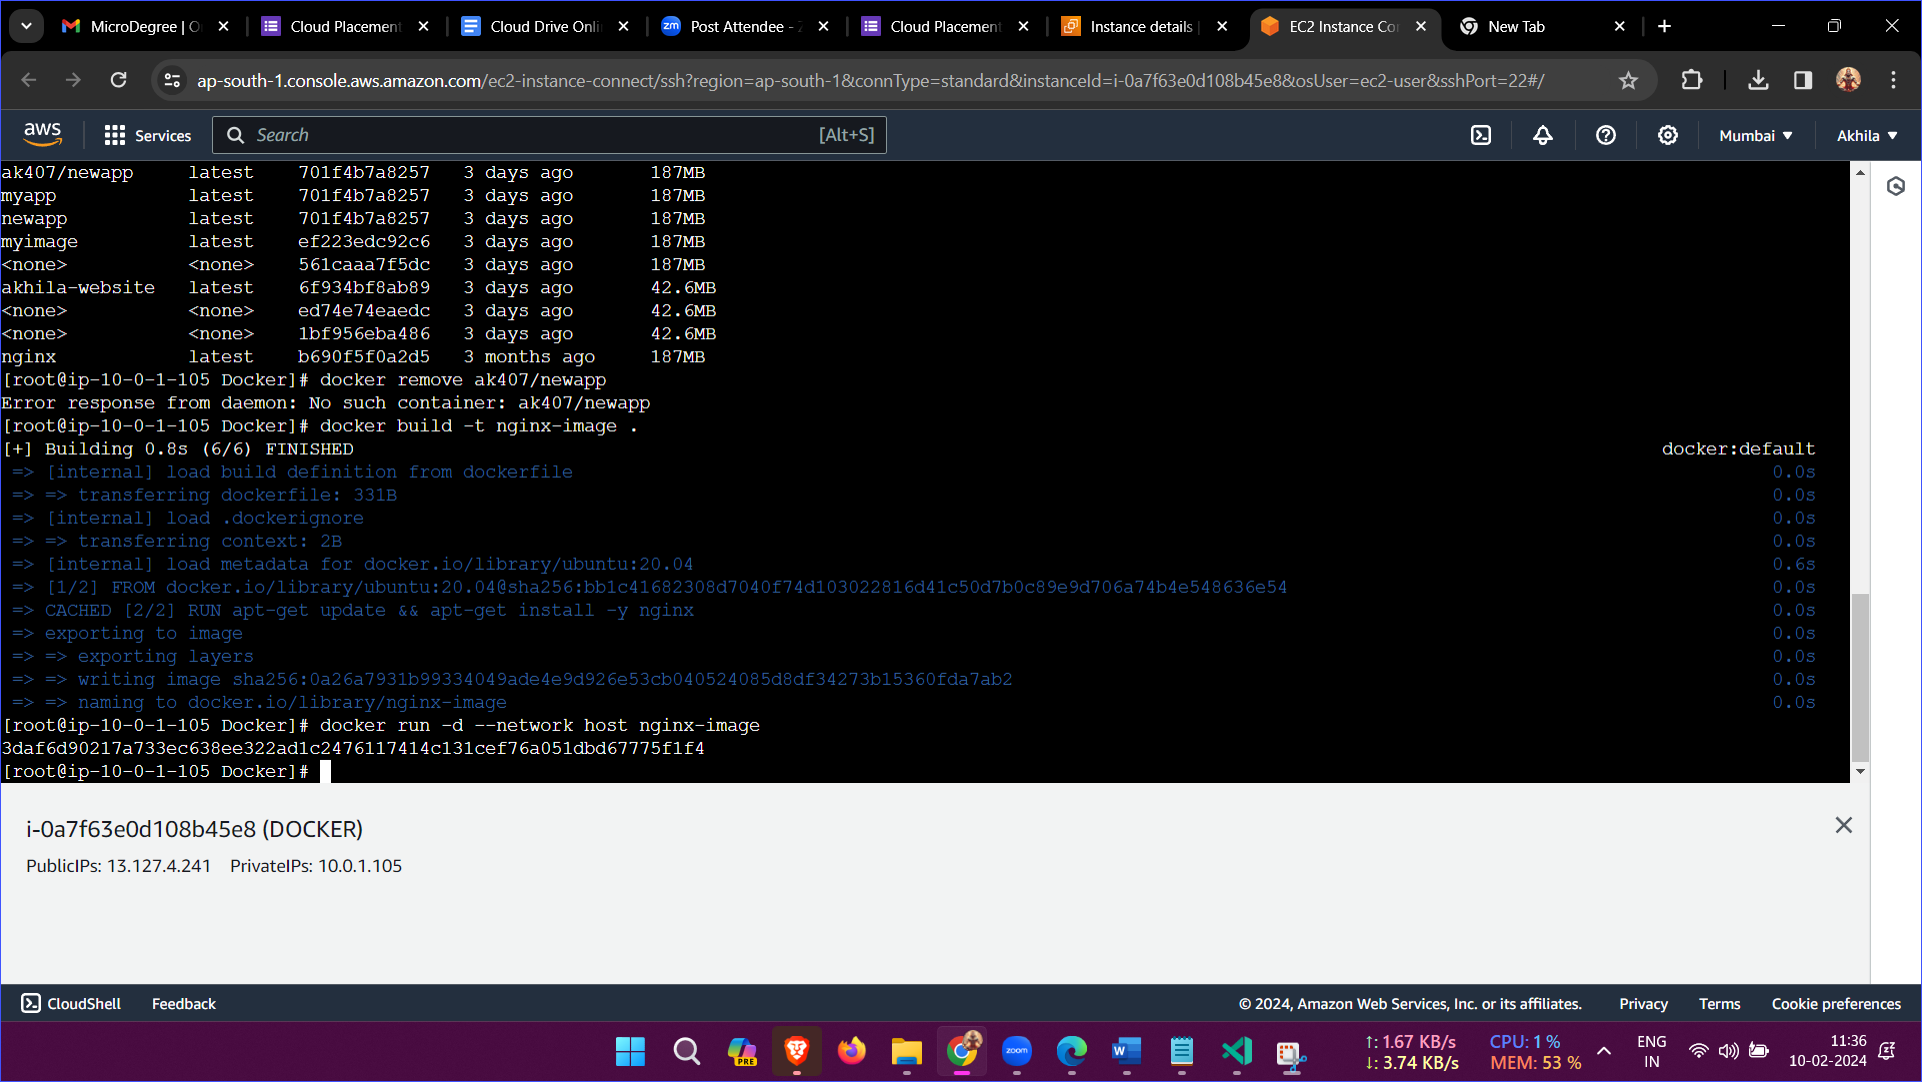 MicroDegree | O
Cloud Placement
Cloud Drive Onli
zm Post Attendee - Z
Cloud Placement
Instance details |
EC2 Instance Co
New Tab
ap-south-1.console.aws.amazon.com/ec2-instance-connect/ssh?region=ap-south-1&connType=standard&instanceId=i-0a7f63e0d108b45e8&osUser=ec2-user&sshPort=22#/
aws Services Search [Alt+S] Mumbai Akhila
ak407/newapp latest 701f4b7a8257 3 days ago 187MB
myapp latest 701f4b7a8257 3 days ago 187MB
newapp latest 701f4b7a8257 3 days ago 187MB
myimage latest ef223edc92c6 3 days ago 187MB
<none> <none> 561caaa7f5dc 3 days ago 187MB
akhila-website latest 6f934bf8ab89 3 days ago 42.6MB
<none> <none> ed74e74eaedc 3 days ago 42.6MB
<none> <none> 1bf956eba486 3 days ago 42.6MB
nginx latest b690f5f0a2d5 3 months ago 187MB
[root@ip-10-0-1-105 Docker]# docker remove ak407/newapp
Error response from daemon: No such container: ak407/newapp
[root@ip-10-0-1-105 Docker]# docker build -t nginx-image .
[+] Building 0.8s (6/6) FINISHED docker:default
=> [internal] load build definition from dockerfile 0.0s
=> => transferring dockerfile: 331B 0.0s
=> [internal] load .dockerignore 0.0s
=> => transferring context: 2B 0.0s
=> [internal] load metadata for docker.io/library/ubuntu:20.04 0.6s
=> [1/2] FROM docker.io/library/ubuntu:20.04@sha256:bb1c41682308d7040f74d103022816d41c50d7b0c89e9d706a74b4e548636e54 0.0s
=> CACHED [2/2] RUN apt-get update && apt-get install -y nginx 0.0s
=> exporting to image 0.0s
=> => exporting layers 0.0s
=> => writing image sha256:0a26a7931b99334049ade4e9d926e53cb040524085d8df34273b15360fda7ab2 0.0s
=> => naming to docker.io/library/nginx-image 0.0s
[root@ip-10-0-1-105 Docker]# docker run -d --network host nginx-image
3daf6d90217a733ec638ee322ad1c2476117414c131cef76a051dbd67775f1f4
[root@ip-10-0-1-105 Docker]#
i-0a7f63e0d108b45e8 (DOCKER)
PublicIPs: 13.127.4.241 PrivateIPs: 10.0.1.105
CloudShell Feedback © 2024, Amazon Web Services, Inc. or its affiliates. Privacy Terms Cookie preferences
PRE
zoom
W
↑: 1.67 KB/s CPU: 1 % ENG 11:36
↓: 3.74 KB/s MEM: 53 % IN 10-02-2024